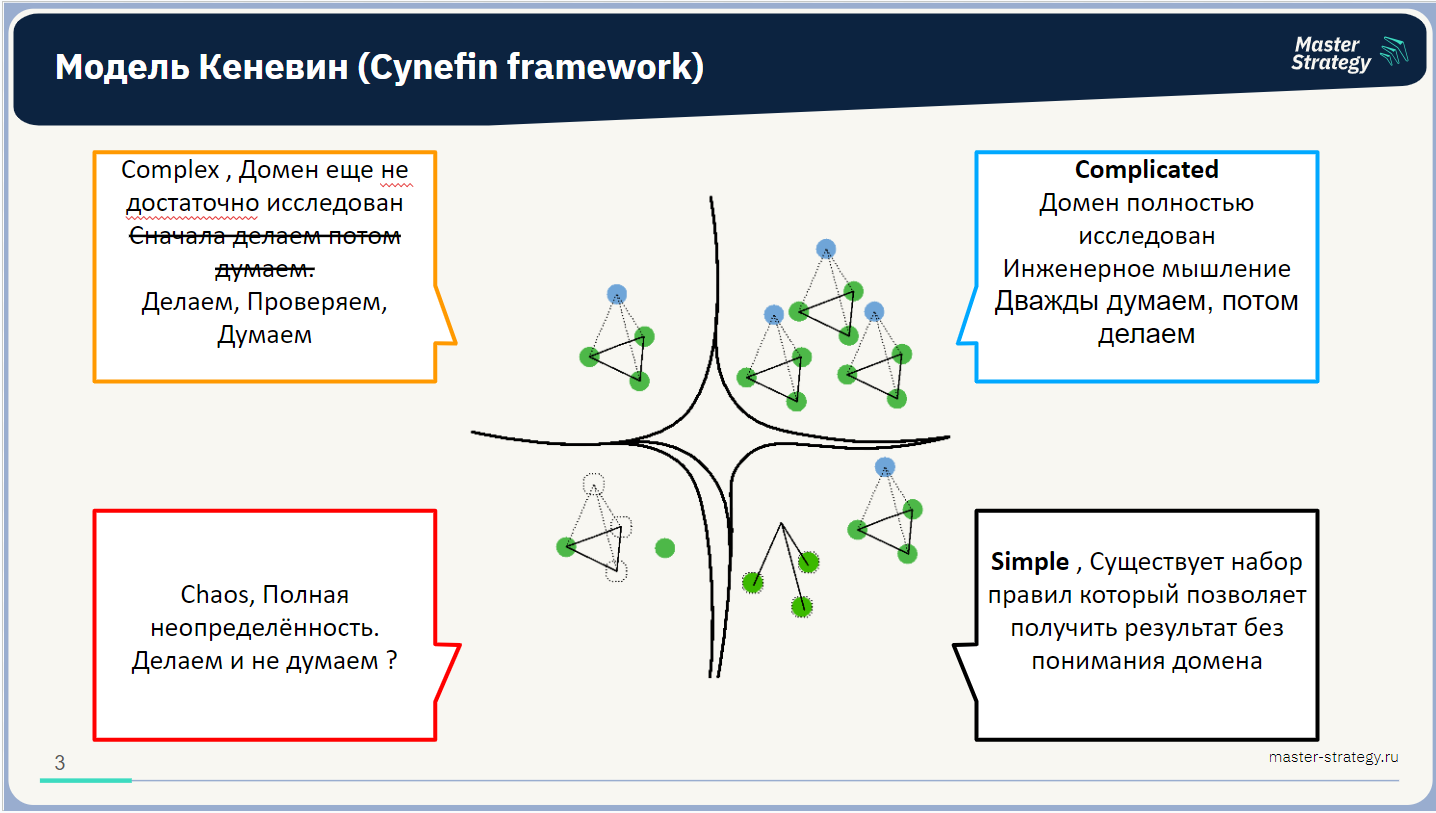 Модель Кеневин (Cynefin framework)
Master
Strategy
Complex , Домен еще не
достаточно исследован
Сначала делаем потом
думаем.
Делаем, Проверяем,
Думаем
Complicated
Домен полностью
исследован
Инженерное мышление
Дважды думаем, потом
делаем
Chaos, Полная
неопределённость.
Делаем и не думаем ?
Simple , Существует набор
правил который позволяет
получить результат без
понимания домена
3
master-strategy.ru